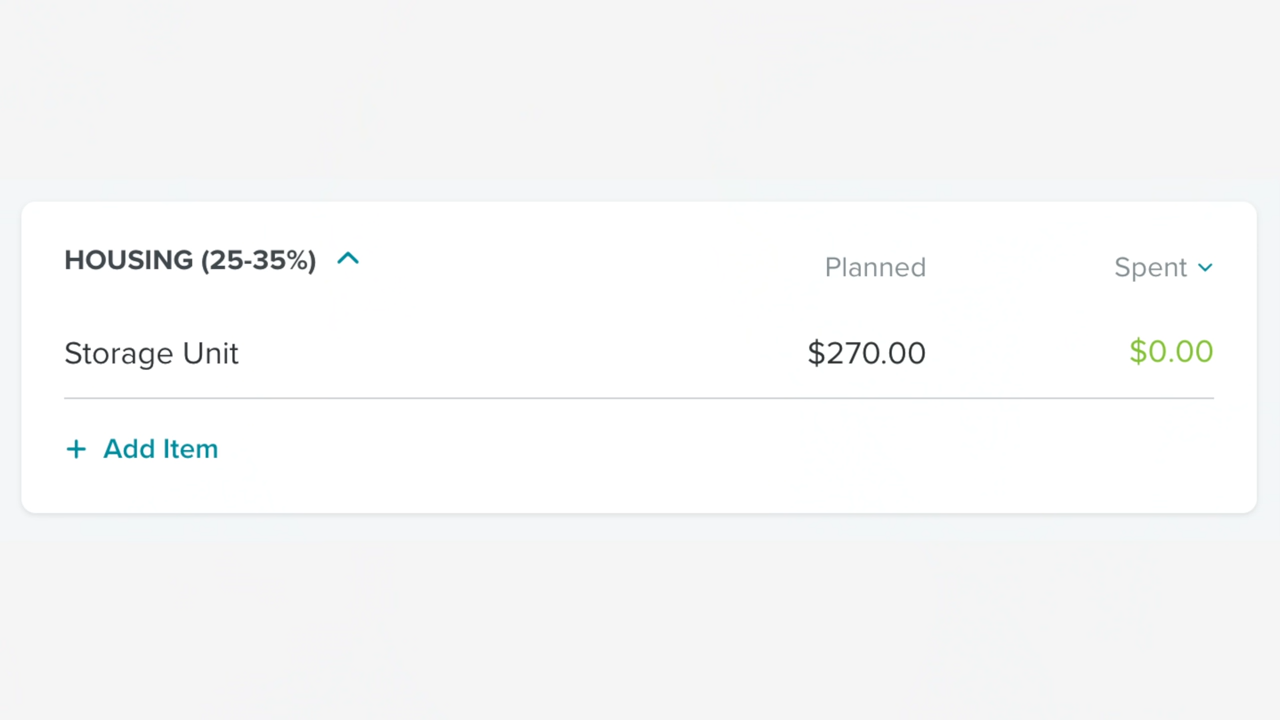 HOUSING (25-35%) Planned Spent
Storage Unit $270.00 $0.00
+ Add Item